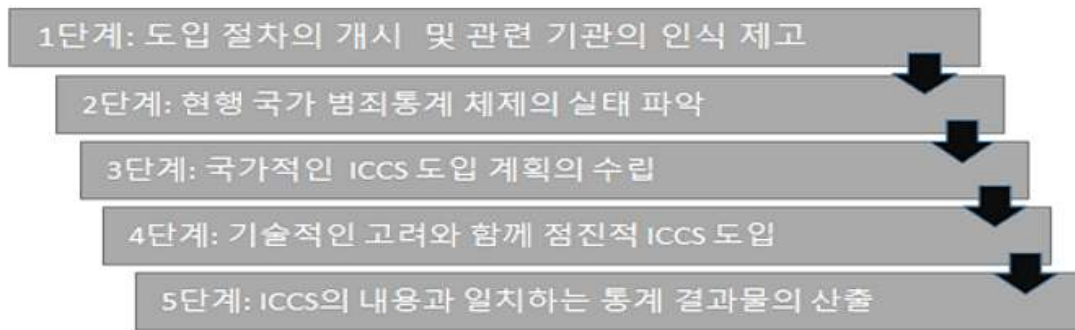 1단계: 도입 절차의 개시 및 관련 기관의 인식 제고
2단계: 현행 국가 범죄통계 체제의 실태 파악
3단계: 국가적인 ICCS 도입 계획의 수립
4단계: 기술적인 고려와 함께 점진적 ICCS 도입
5단계: ICCS의 내용과 일치하는 통계 결과물의 산출